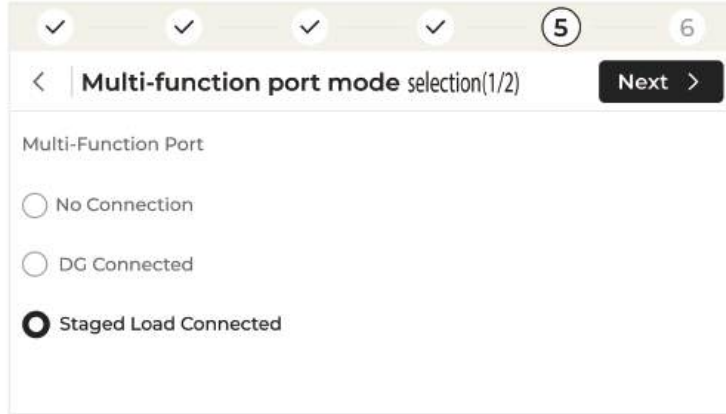 5 6
Multi-function port mode selection(1/2) Next
Multi-Function Port
No Connection
DG Connected
Staged Load Connected